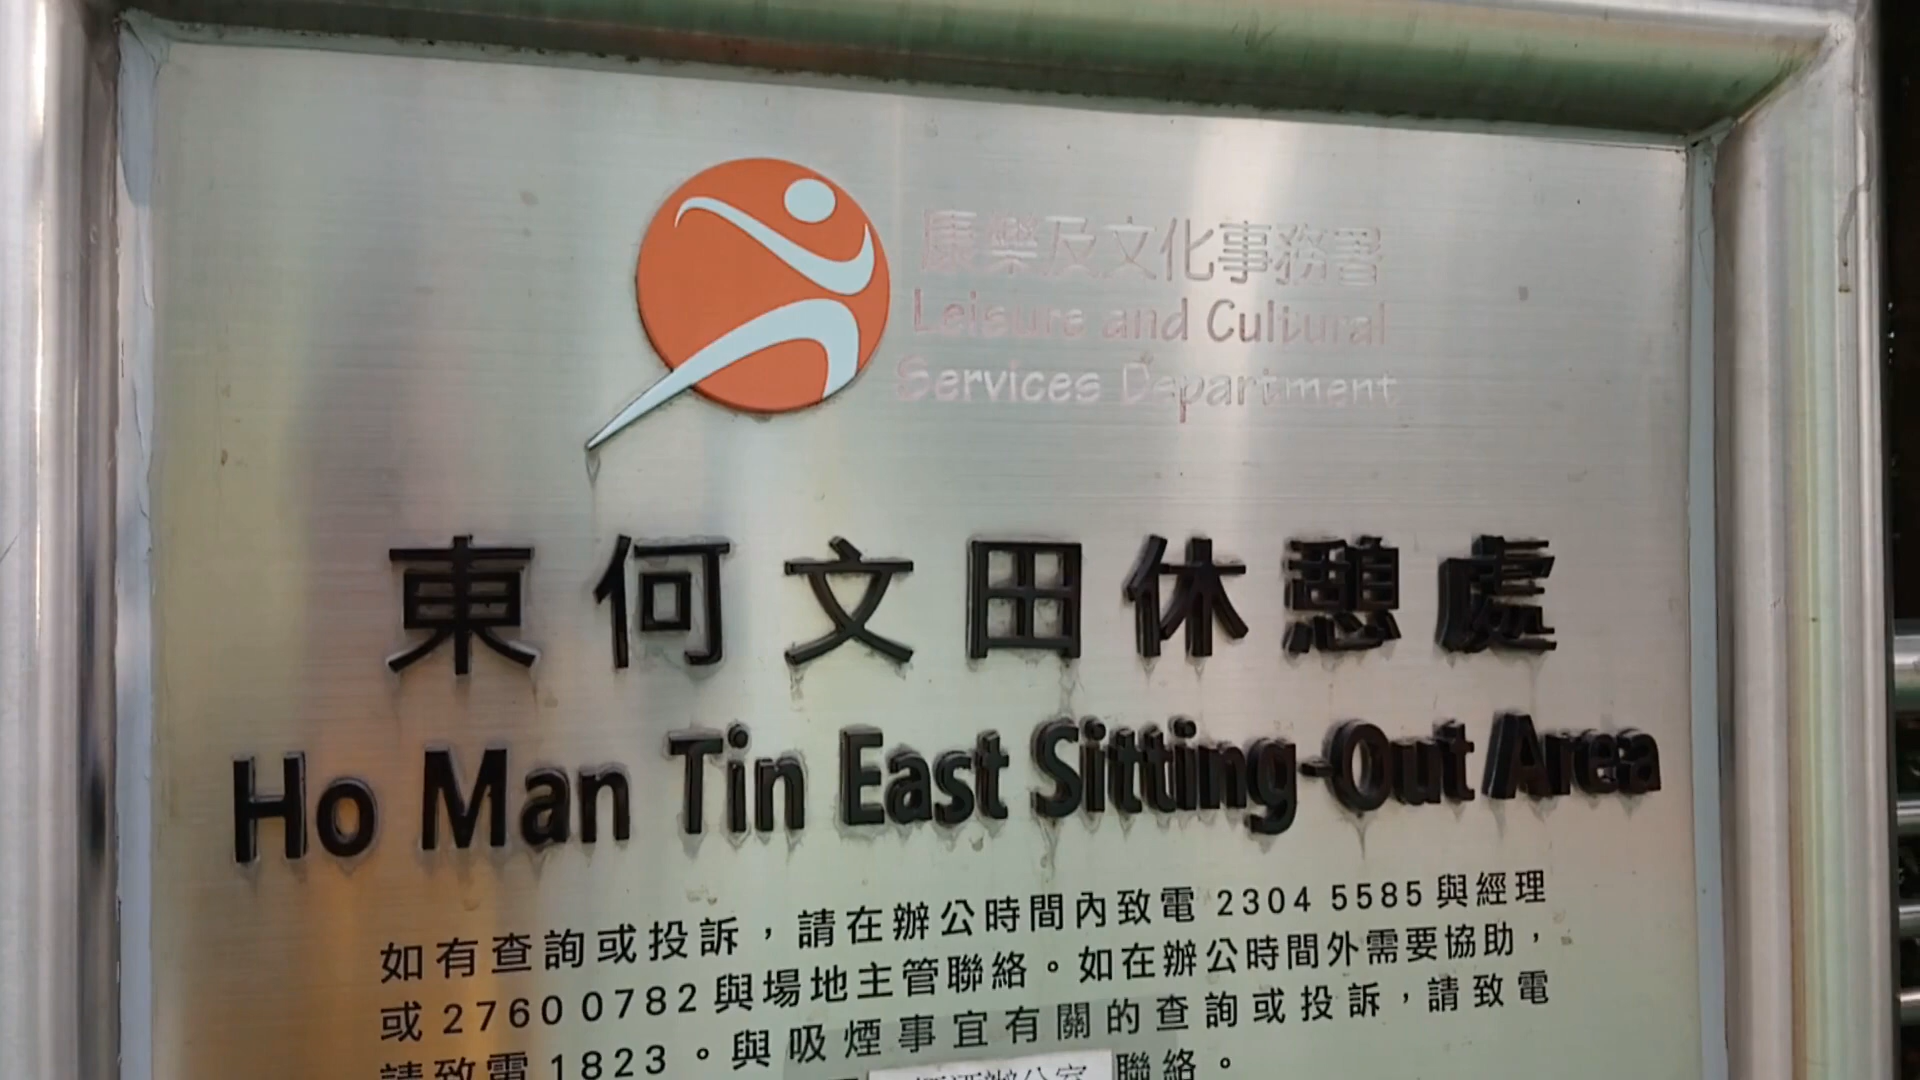 康樂及文化事務署
Leisure and Cultural
Services Department
東何文田休憩處
Ho Man Tin East Sitting-Out Area
如有查詢或投訴，請在辦公時間內致電 2304 5585 與經理
或 2760 0782 與場地主管聯絡。如在辦公時間外需要協助，
請致電 1823。與吸煙事宜有關的查詢或投訴，請致電
辦公室 聯絡。